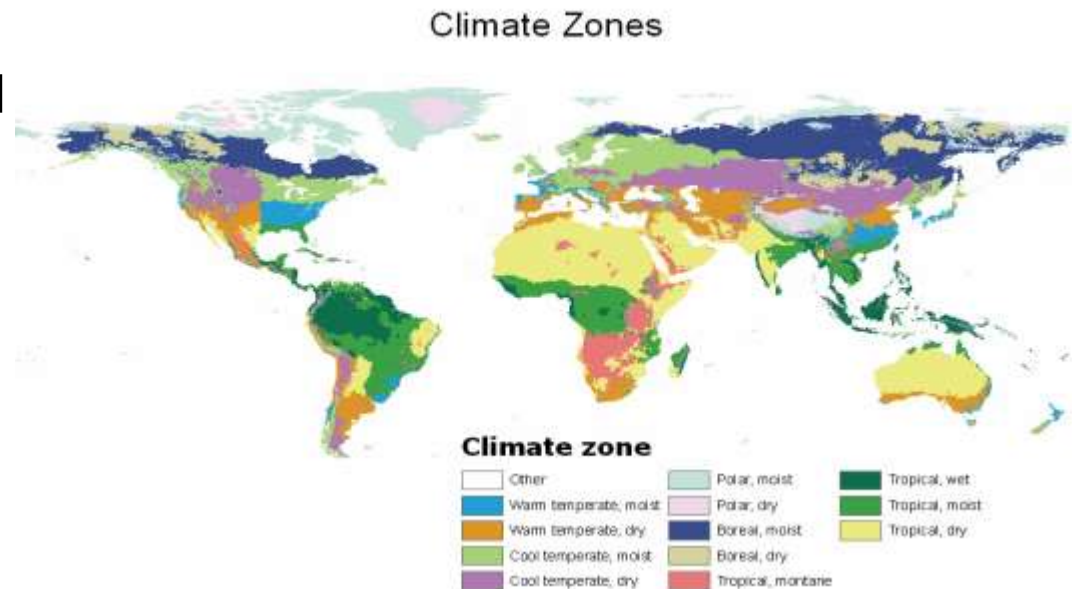 Climate Zones
Climate zone
Other
Warm temperate, moist
Warm temperate, dry
Cool temperate, moist
Cool temperate, dry
Polar, moist
Polar, dry
Boreal, moist
Boreal, dry
Tropical, montane
Tropical, wet
Tropical, moist
Tropical, dry